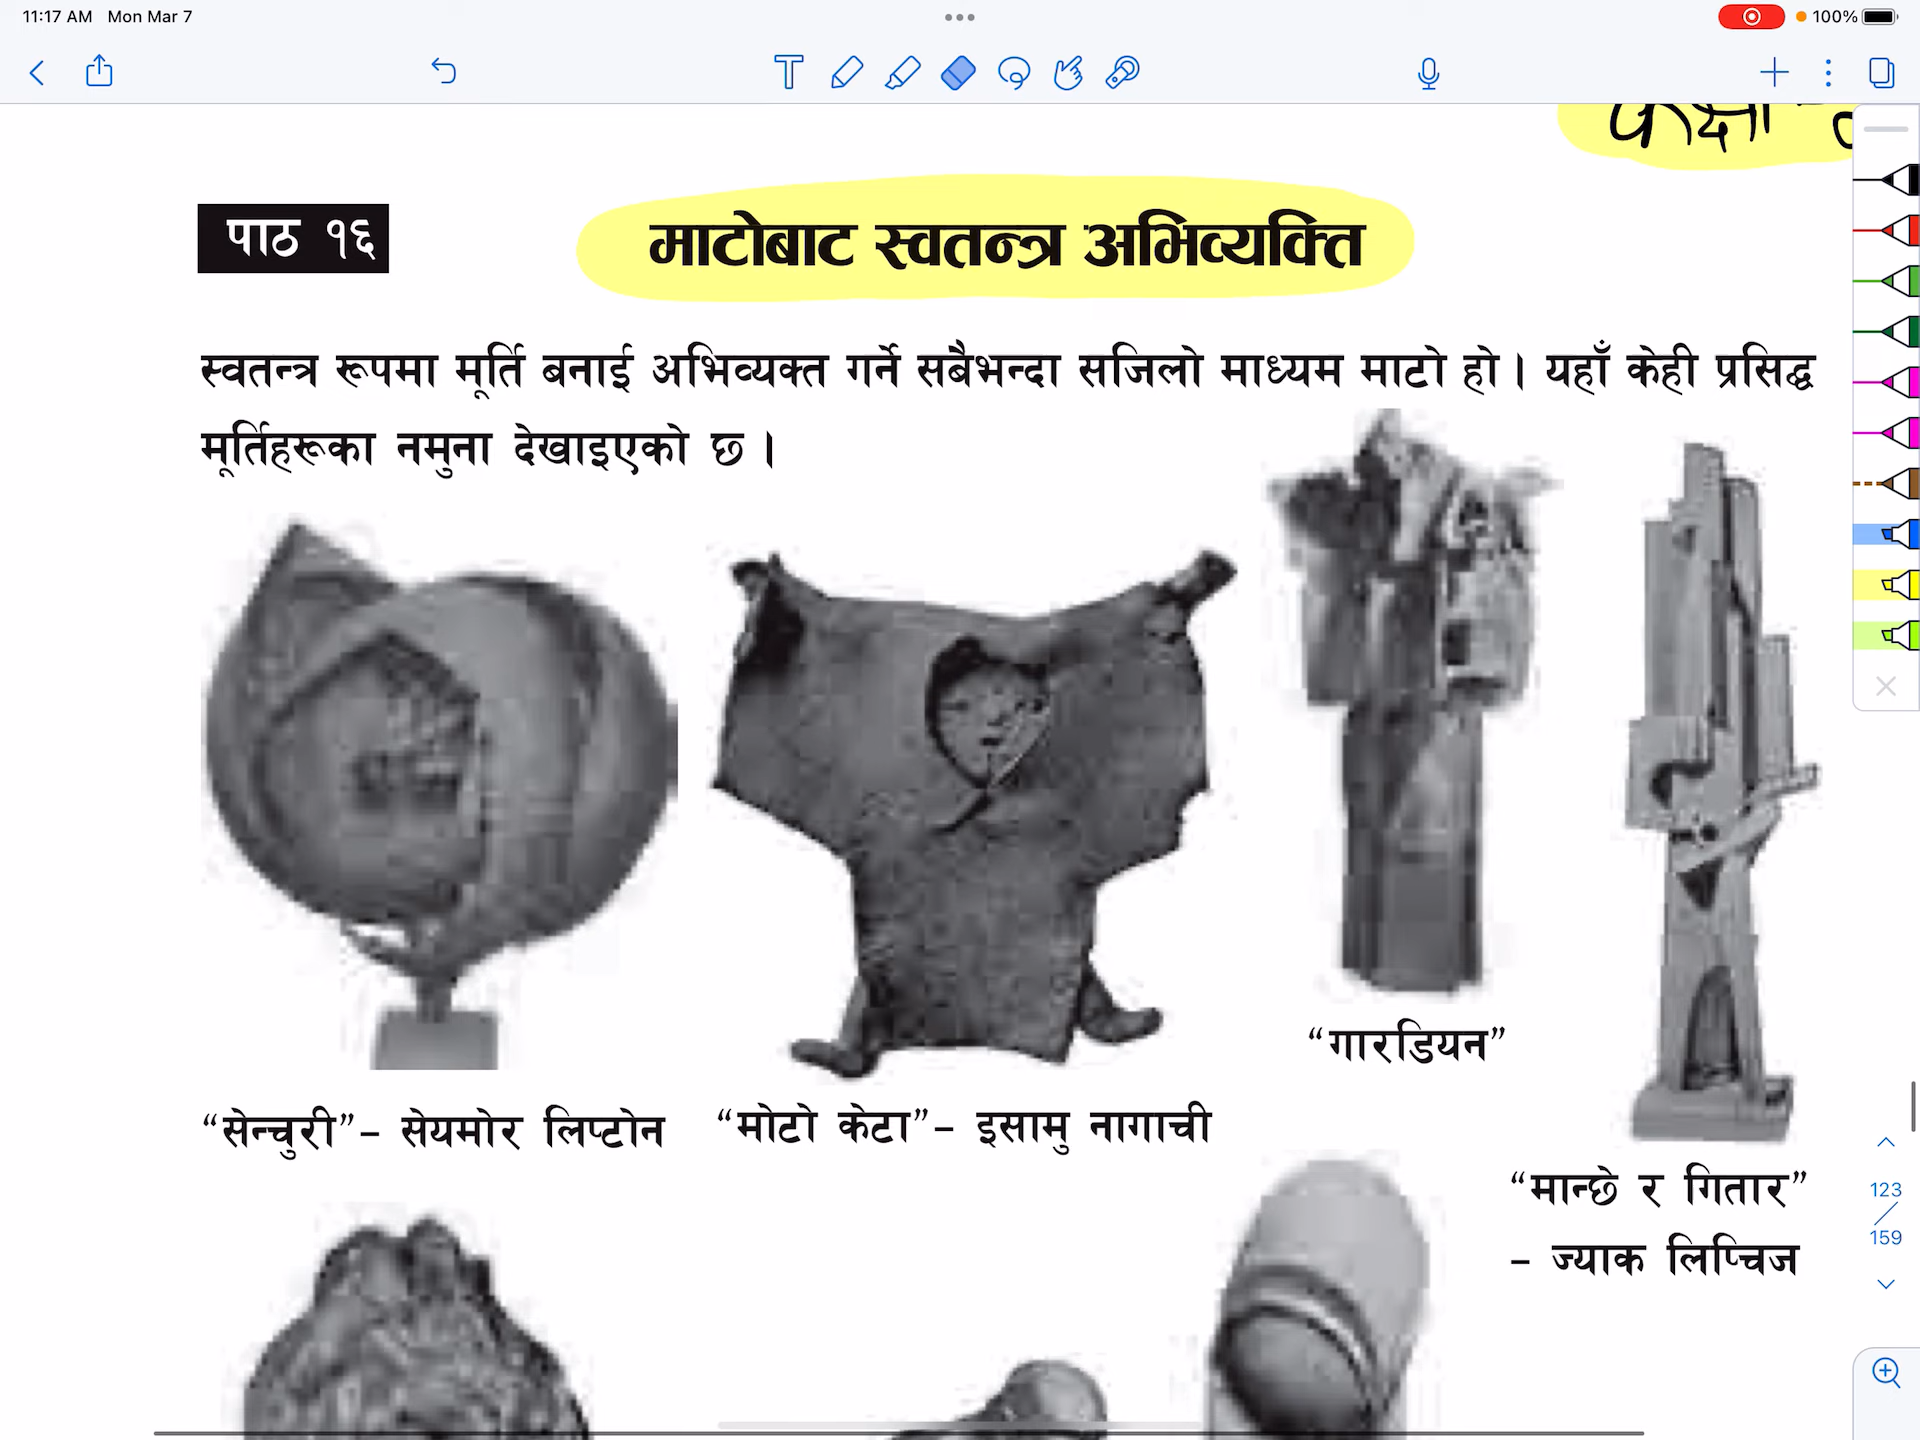 11:17 AM Mon Mar 7
100%
कक्षा
पाठ १६
माटोबाट स्वतन्त्र अभिव्यक्ति
स्वतन्त्र रूपमा मूर्ति बनाई अभिव्यक्त गर्ने सबैभन्दा सजिलो माध्यम माटो हो। यहाँ केही प्रसिद्ध
मूर्तिहरूका नमुना देखाइएको छ ।
“गारडियन”
“सेन्चुरी”– सेयमोर लिप्टोन
“मोटो केटा”– इसामु नागाची
“मान्छे र गितार”
– ज्याक लिप्चिज
123
159